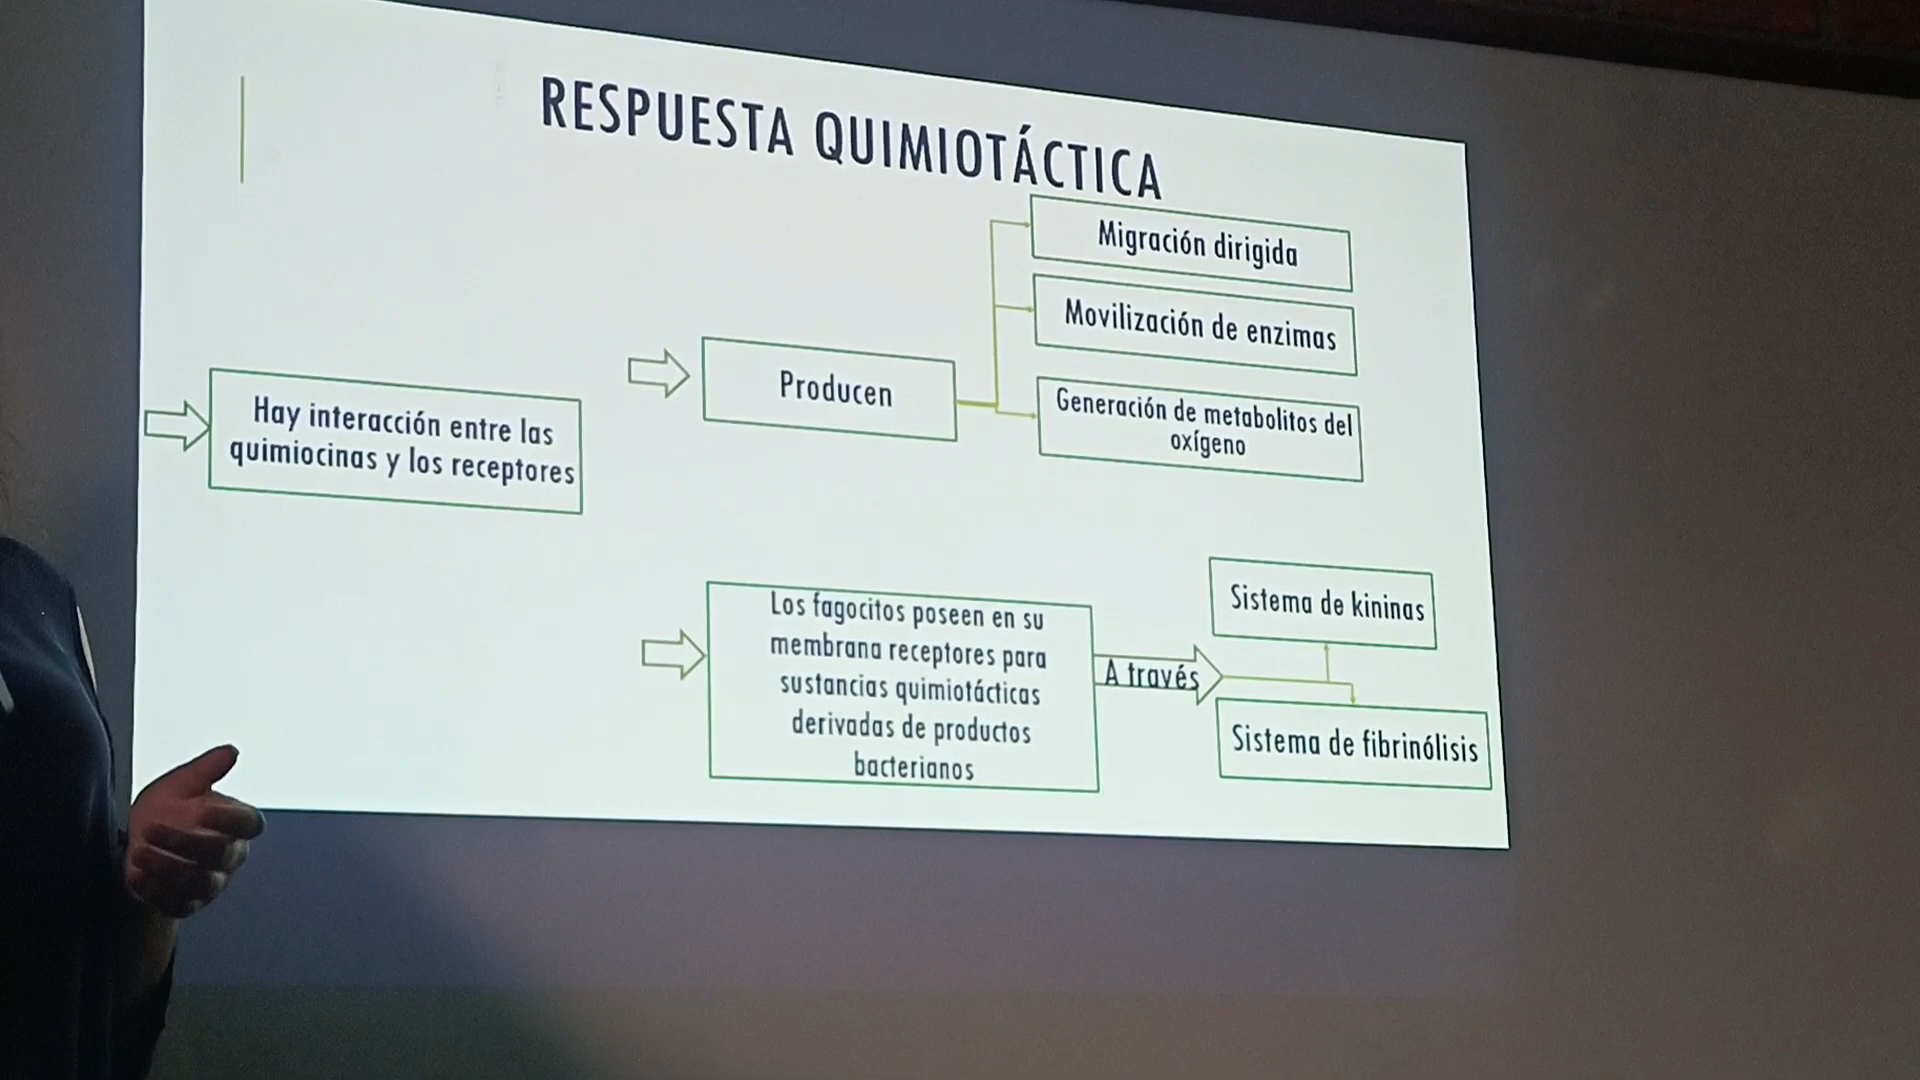 RESPUESTA QUIMIOTÁCTICA
Hay interacción entre las
quimiocinas y los receptores
Producen
Migración dirigida
Movilización de enzimas
Generación de metabolitos del
oxígeno
Los fagocitos poseen en su
membrana receptores para
sustancias quimiotácticas
derivadas de productos
bacterianos
A través
Sistema de kininas
Sistema de fibrinólisis